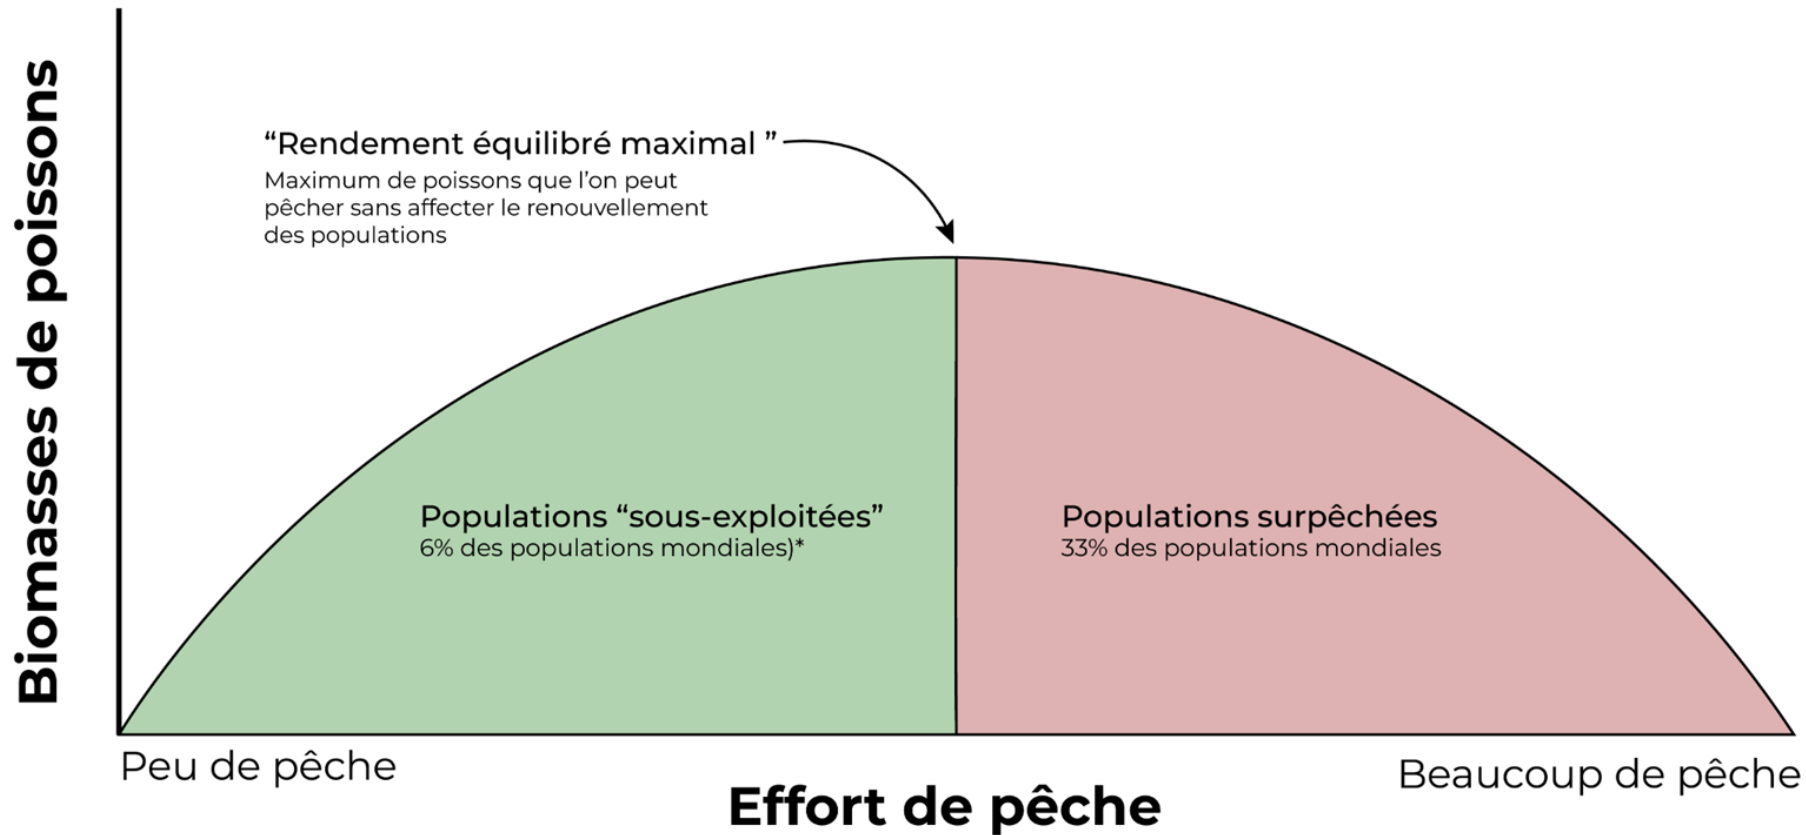 Biomasses de poissons
“Rendement équilibré maximal ”
Maximum de poissons que l’on peut
pêcher sans affecter le renouvellement
des populations
Populations “sous-exploitées”
6% des populations mondiales)*
Populations surpêchées
33% des populations mondiales
Peu de pêche
Beaucoup de pêche
Effort de pêche